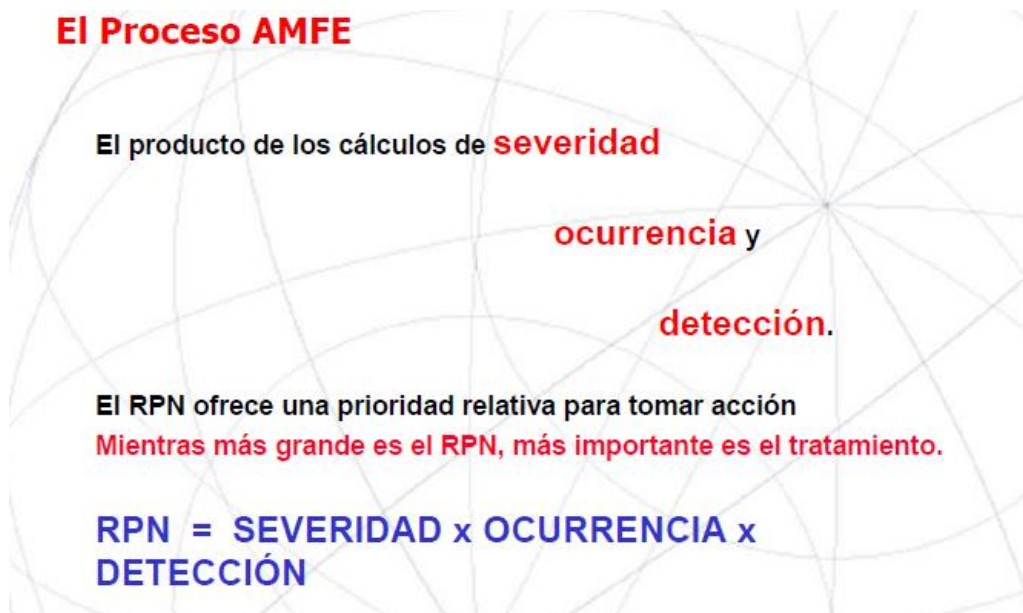 El Proceso AMFE
El producto de los cálculos de severidad
ocurrencia y
detección.
El RPN ofrece una prioridad relativa para tomar acción
Mientras más grande es el RPN, más importante es el tratamiento.
RPN = SEVERIDAD x OCURRENCIA x
DETECCIÓN